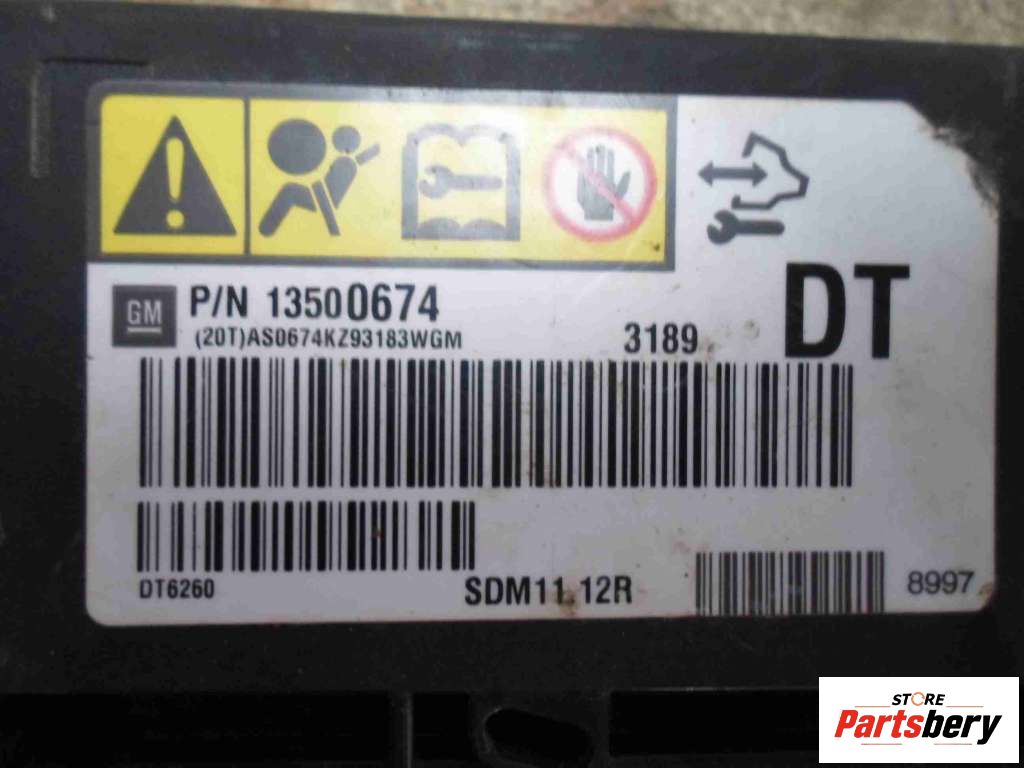 GM P/N 13500674
(20T)AS0674KZ93183WGM
3189
DT
DT6260
SDM11.12R
8997
STORE
Partsbery